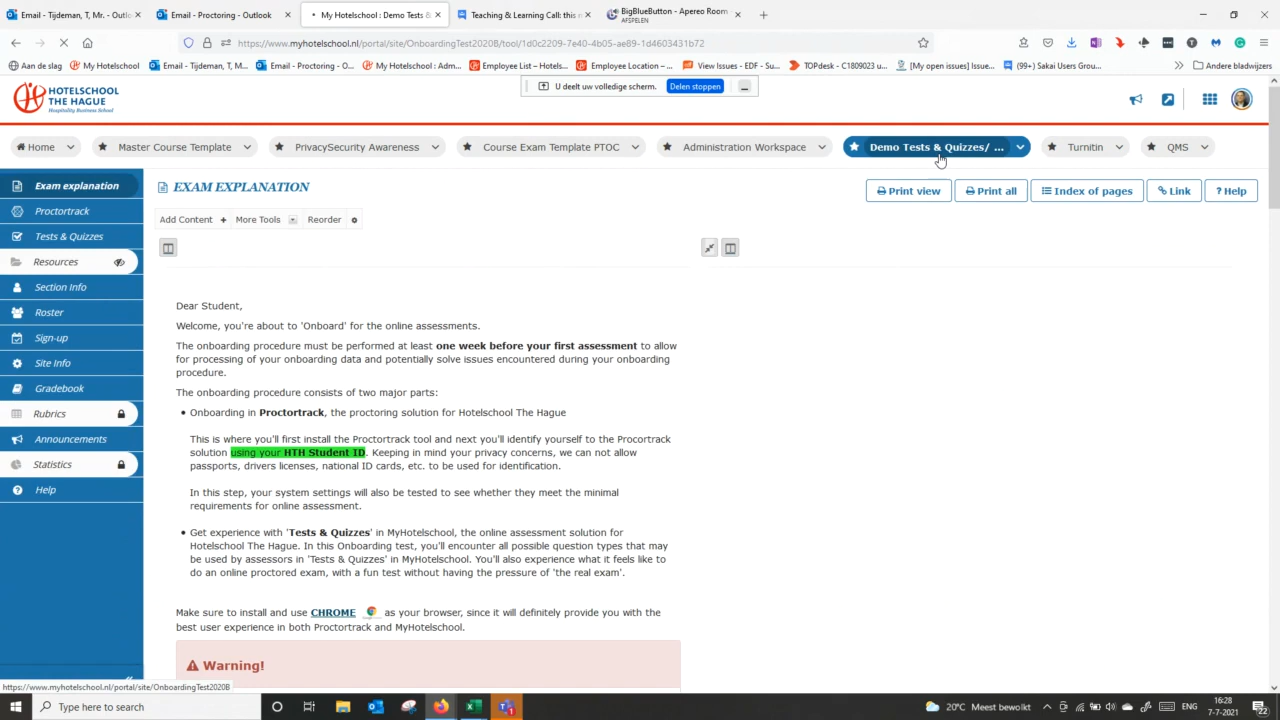 Email - Tijdeman, T, Mr. - Outlo
Email - Proctoring - Outlook
My Hotelschool : Demo Tests &
Teaching & Learning Call: this w
BigBlueButton - Apereo Room
AFSPELEN
https://www.myhotelschool.nl/portal/site/OnboardingTest2020B/tool/1d0c2209-7e40-4b05-ae89-1d4603431b72
Aan de slag
My Hotelschool
Email - Tijdeman, T, M...
Email - Proctoring - O...
My Hotelschool : Adm...
Employee List – Hotels...
Employee Location – ...
View Issues - EDF - Su...
TOPdesk - C1809023 u...
[My open issues] Issue...
(99+) Sakai Users Grou...
Andere bladwijzers
U deelt uw volledige scherm.
Delen stoppen
HOTELSCHOOL
THE HAGUE
Hospitality Business School
Home
Master Course Template
PrivacySecurity Awareness
Course Exam Template PTOC
Administration Workspace
Demo Tests & Quizzes/ ...
Turnitin
QMS
Exam explanation
Proctortrack
Tests & Quizzes
Resources
Section Info
Roster
Sign-up
Site Info
Gradebook
Rubrics
Announcements
Statistics
Help
EXAM EXPLANATION
Print view
Print all
Index of pages
Link
? Help
Add Content +
More Tools
Reorder
Dear Student,
Welcome, you're about to 'Onboard' for the online assessments.
The onboarding procedure must be performed at least one week before your first assessment to allow
for processing of your onboarding data and potentially solve issues encountered during your onboarding
procedure.
The onboarding procedure consists of two major parts:
• Onboarding in Proctortrack, the proctoring solution for Hotelschool The Hague
This is where you'll first install the Proctortrack tool and next you'll identify yourself to the Procortrack
solution using your HTH Student ID. Keeping in mind your privacy concerns, we can not allow
passports, drivers licenses, national ID cards, etc. to be used for identification.
In this step, your system settings will also be tested to see whether they meet the minimal
requirements for online assessment.
• Get experience with 'Tests & Quizzes' in MyHotelschool, the online assessment solution for
Hotelschool The Hague. In this Onboarding test, you'll encounter all possible question types that may
be used by assessors in 'Tests & Quizzes' in MyHotelschool. You'll also experience what it feels like to
do an online proctored exam, with a fun test without having the pressure of 'the real exam'.
Make sure to install and use CHROME as your browser, since it will definitely provide you with the
best user experience in both Proctortrack and MyHotelschool.
Warning!
https://www.myhotelschool.nl/portal/site/OnboardingTest2020B
Type here to search
20°C Meest bewolkt
ENG
16:28
7-7-2021
22